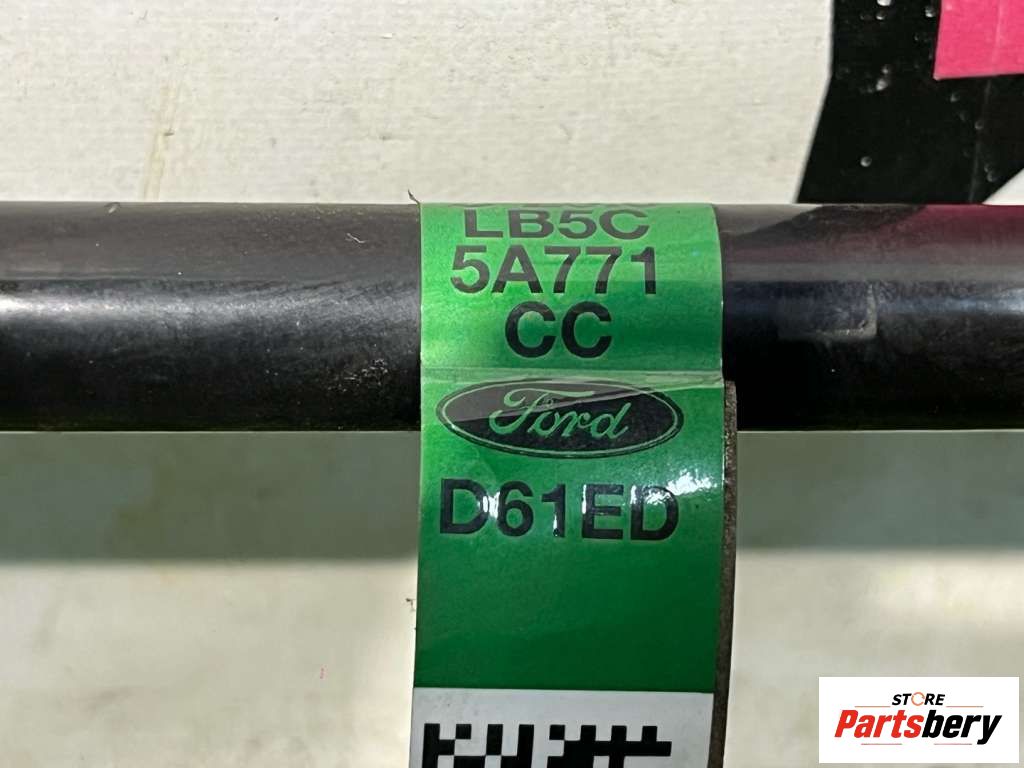 LB5C
5A771
CC
Ford
D61ED
STORE
Partsbery